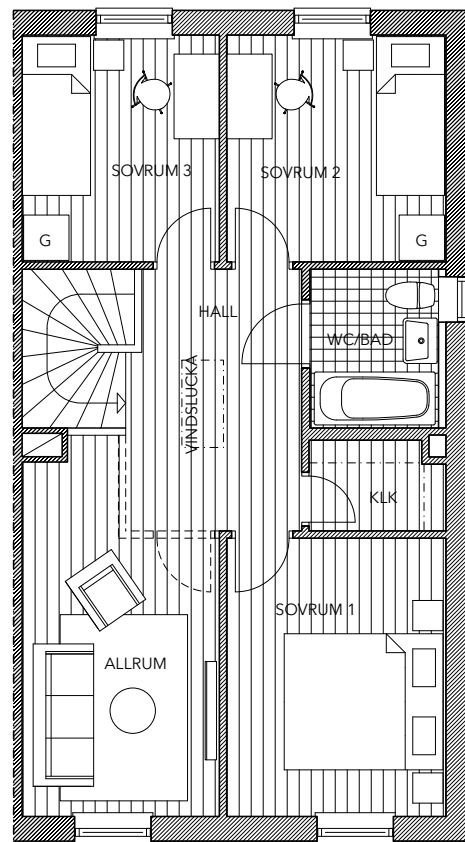 SOVRUM 3
SOVRUM 2
G
G
HALL
WC/BAD
VINDSLUCKA
KLK
SOVRUM 1
ALLRUM